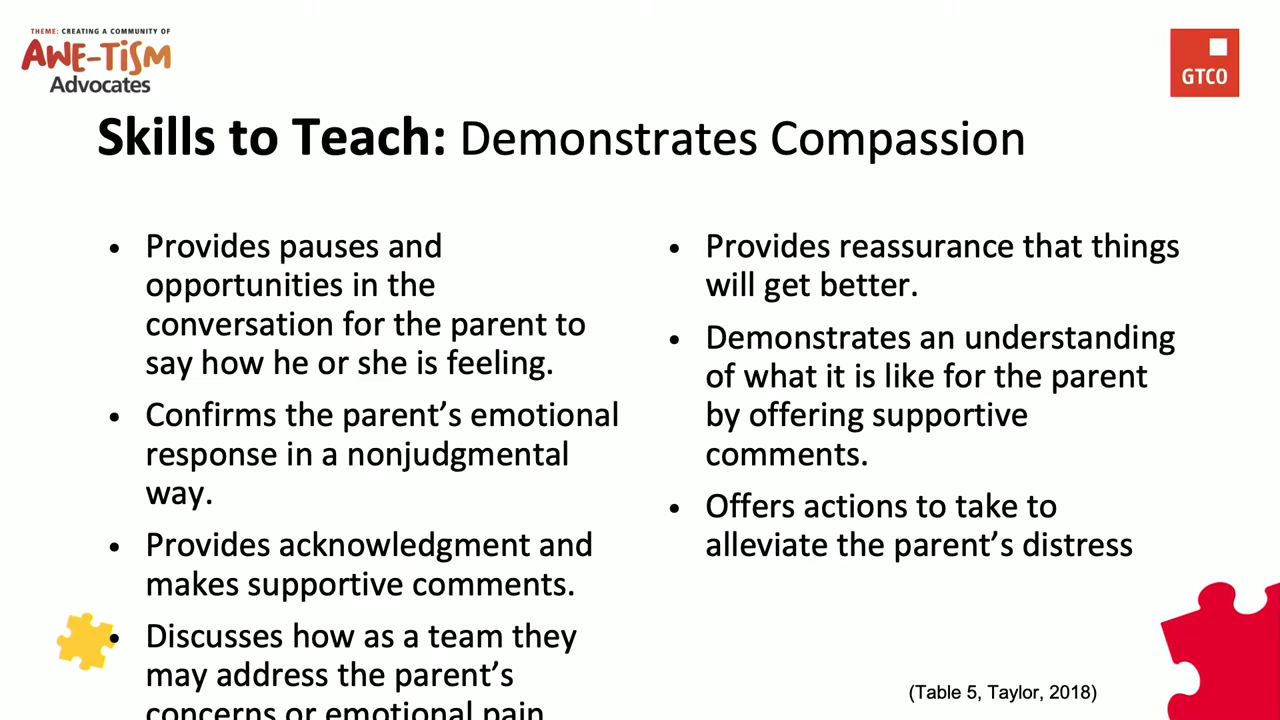 THEME: CREATING A COMMUNITY OF
AWE-TiSM
Advocates
GTCO
Skills to Teach: Demonstrates Compassion
• Provides pauses and
opportunities in the
conversation for the parent to
say how he or she is feeling.
• Confirms the parent’s emotional
response in a nonjudgmental
way.
• Provides acknowledgment and
makes supportive comments.
• Discusses how as a team they
may address the parent’s
concerns or emotional pain
• Provides reassurance that things
will get better.
• Demonstrates an understanding
of what it is like for the parent
by offering supportive
comments.
• Offers actions to take to
alleviate the parent’s distress
(Table 5, Taylor, 2018)